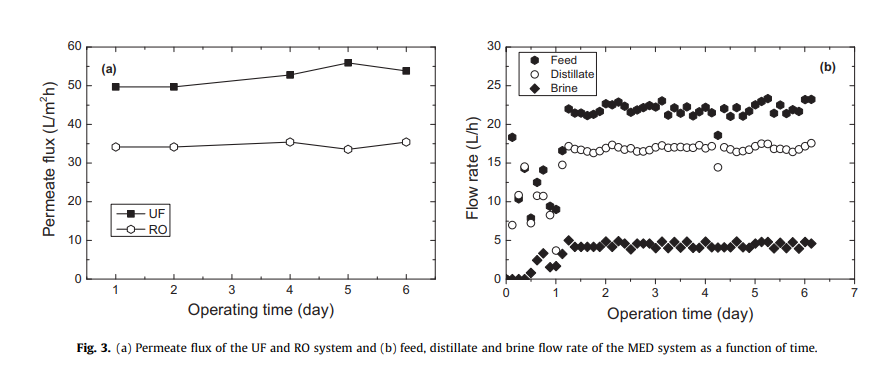 60
50
40
30
20
10
0
Permeate flux (L/m²h)
(a)
UF
RO
1 2 3 4 5 6
Operating time (day)
30
25
20
15
10
5
0
Flow rate (L/h)
Feed
Distillate
Brine
(b)
0 1 2 3 4 5 6 7
Operation time (day)
Fig. 3. (a) Permeate flux of the UF and RO system and (b) feed, distillate and brine flow rate of the MED system as a function of time.